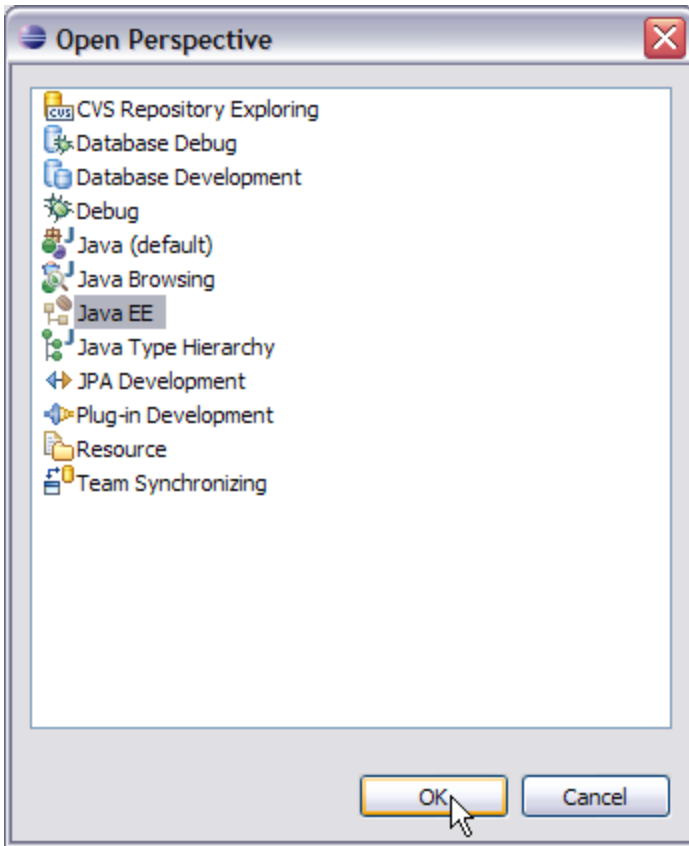 Open Perspective
CVS Repository Exploring
Database Debug
Database Development
Debug
Java (default)
Java Browsing
Java EE
Java Type Hierarchy
JPA Development
Plug-in Development
Resource
Team Synchronizing
OK Cancel